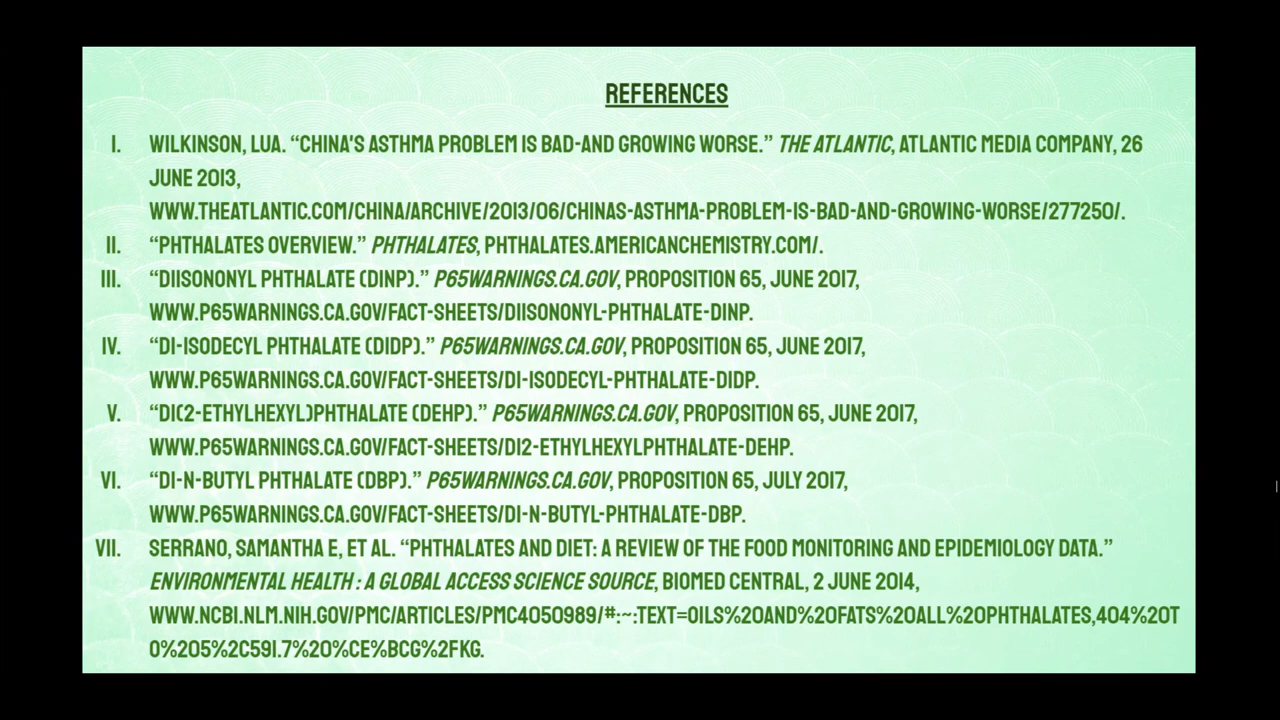 REFERENCES
I. WILKINSON, LUA. “CHINA'S ASTHMA PROBLEM IS BAD-AND GROWING WORSE.” THE ATLANTIC, ATLANTIC MEDIA COMPANY, 26
JUNE 2013,
WWW.THEATLANTIC.COM/CHINA/ARCHIVE/2013/06/CHINAS-ASTHMA-PROBLEM-IS-BAD-AND-GROWING-WORSE/277250/.
II. “PHTHALATES OVERVIEW.” PHTHALATES, PHTHALATES.AMERICANCHEMISTRY.COM/.
III. “DIISONONYL PHTHALATE (DINP).” P65WARNINGS.CA.GOV, PROPOSITION 65, JUNE 2017,
WWW.P65WARNINGS.CA.GOV/FACT-SHEETS/DIISONONYL-PHTHALATE-DINP.
IV. “DI-ISODECYL PHTHALATE (DIDP).” P65WARNINGS.CA.GOV, PROPOSITION 65, JUNE 2017,
WWW.P65WARNINGS.CA.GOV/FACT-SHEETS/DI-ISODECYL-PHTHALATE-DIDP.
V. “DI(2-ETHYLHEXYL)PHTHALATE (DEHP).” P65WARNINGS.CA.GOV, PROPOSITION 65, JUNE 2017,
WWW.P65WARNINGS.CA.GOV/FACT-SHEETS/DI2-ETHYLHEXYLPHTHALATE-DEHP.
VI. “DI-N-BUTYL PHTHALATE (DBP).” P65WARNINGS.CA.GOV, PROPOSITION 65, JULY 2017,
WWW.P65WARNINGS.CA.GOV/FACT-SHEETS/DI-N-BUTYL-PHTHALATE-DBP.
VII. SERRANO, SAMANTHA E, ET AL. “PHTHALATES AND DIET: A REVIEW OF THE FOOD MONITORING AND EPIDEMIOLOGY DATA.”
ENVIRONMENTAL HEALTH : A GLOBAL ACCESS SCIENCE SOURCE, BIOMED CENTRAL, 2 JUNE 2014,
WWW.NCBI.NLM.NIH.GOV/PMC/ARTICLES/PMC4050989/#:~:TEXT=OILS%20AND%20FATS%20ALL%20PHTHALATES,404%20T
O%205%2C591.7%20%CE%BCG%2FKG.